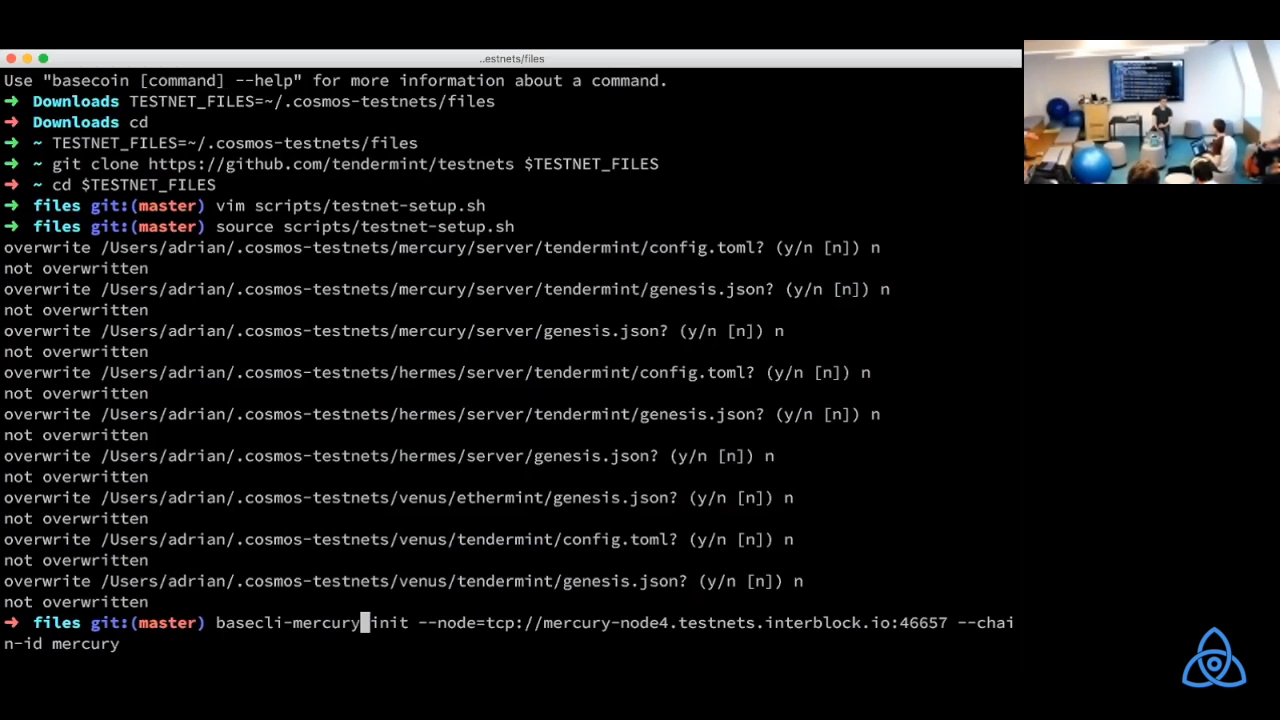 ..estnets/files
Use "basecoin [command] --help" for more information about a command.
➜ Downloads TESTNET_FILES=~/.cosmos-testnets/files
➜ Downloads cd
➜ ~ TESTNET_FILES=~/.cosmos-testnets/files
➜ ~ git clone https://github.com/tendermint/testnets $TESTNET_FILES
➜ ~ cd $TESTNET_FILES
➜ files git:(master) vim scripts/testnet-setup.sh
➜ files git:(master) source scripts/testnet-setup.sh
overwrite /Users/adrian/.cosmos-testnets/mercury/server/tendermint/config.toml? (y/n [n]) n
not overwritten
overwrite /Users/adrian/.cosmos-testnets/mercury/server/tendermint/genesis.json? (y/n [n]) n
not overwritten
overwrite /Users/adrian/.cosmos-testnets/mercury/server/genesis.json? (y/n [n]) n
not overwritten
overwrite /Users/adrian/.cosmos-testnets/hermes/server/tendermint/config.toml? (y/n [n]) n
not overwritten
overwrite /Users/adrian/.cosmos-testnets/hermes/server/tendermint/genesis.json? (y/n [n]) n
not overwritten
overwrite /Users/adrian/.cosmos-testnets/hermes/server/genesis.json? (y/n [n]) n
not overwritten
overwrite /Users/adrian/.cosmos-testnets/venus/ethermint/genesis.json? (y/n [n]) n
not overwritten
overwrite /Users/adrian/.cosmos-testnets/venus/tendermint/config.toml? (y/n [n]) n
not overwritten
overwrite /Users/adrian/.cosmos-testnets/venus/tendermint/genesis.json? (y/n [n]) n
not overwritten
➜ files git:(master) basecli-mercury init --node=tcp://mercury-node4.testnets.interblock.io:46657 --chai
n-id mercury